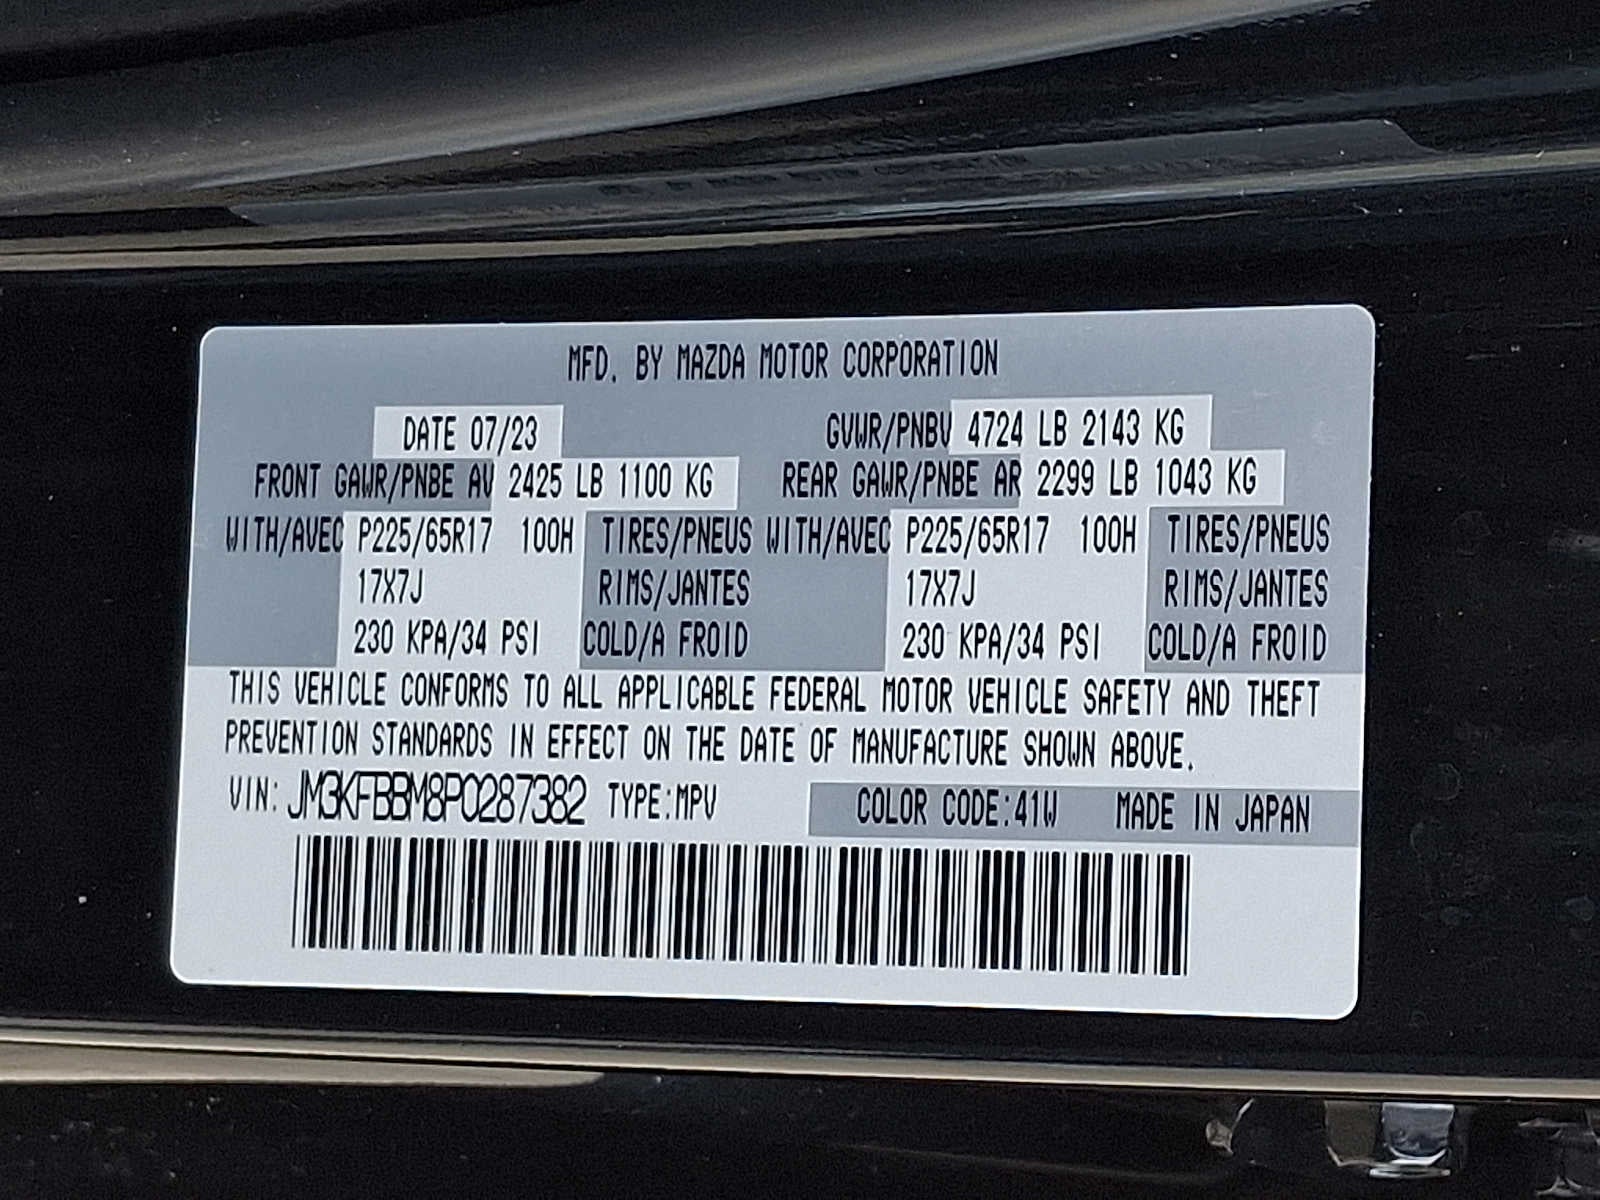 MFD. BY MAZDA MOTOR CORPORATION
DATE 07/23 GVWR/PNBV 4724 LB 2143 KG
FRONT GAWR/PNBE AV 2425 LB 1100 KG REAR GAWR/PNBE AR 2299 LB 1043 KG
WITH/AVEC P225/65R17 100H TIRES/PNEUS WITH/AVEC P225/65R17 100H TIRES/PNEUS
17X7J RIMS/JANTES 17X7J RIMS/JANTES
230 KPA/34 PSI COLD/A FROID 230 KPA/34 PSI COLD/A FROID
THIS VEHICLE CONFORMS TO ALL APPLICABLE FEDERAL MOTOR VEHICLE SAFETY AND THEFT
PREVENTION STANDARDS IN EFFECT ON THE DATE OF MANUFACTURE SHOWN ABOVE.
VIN: JM3KFBBM8P0287382 TYPE:MPV COLOR CODE:41W MADE IN JAPAN